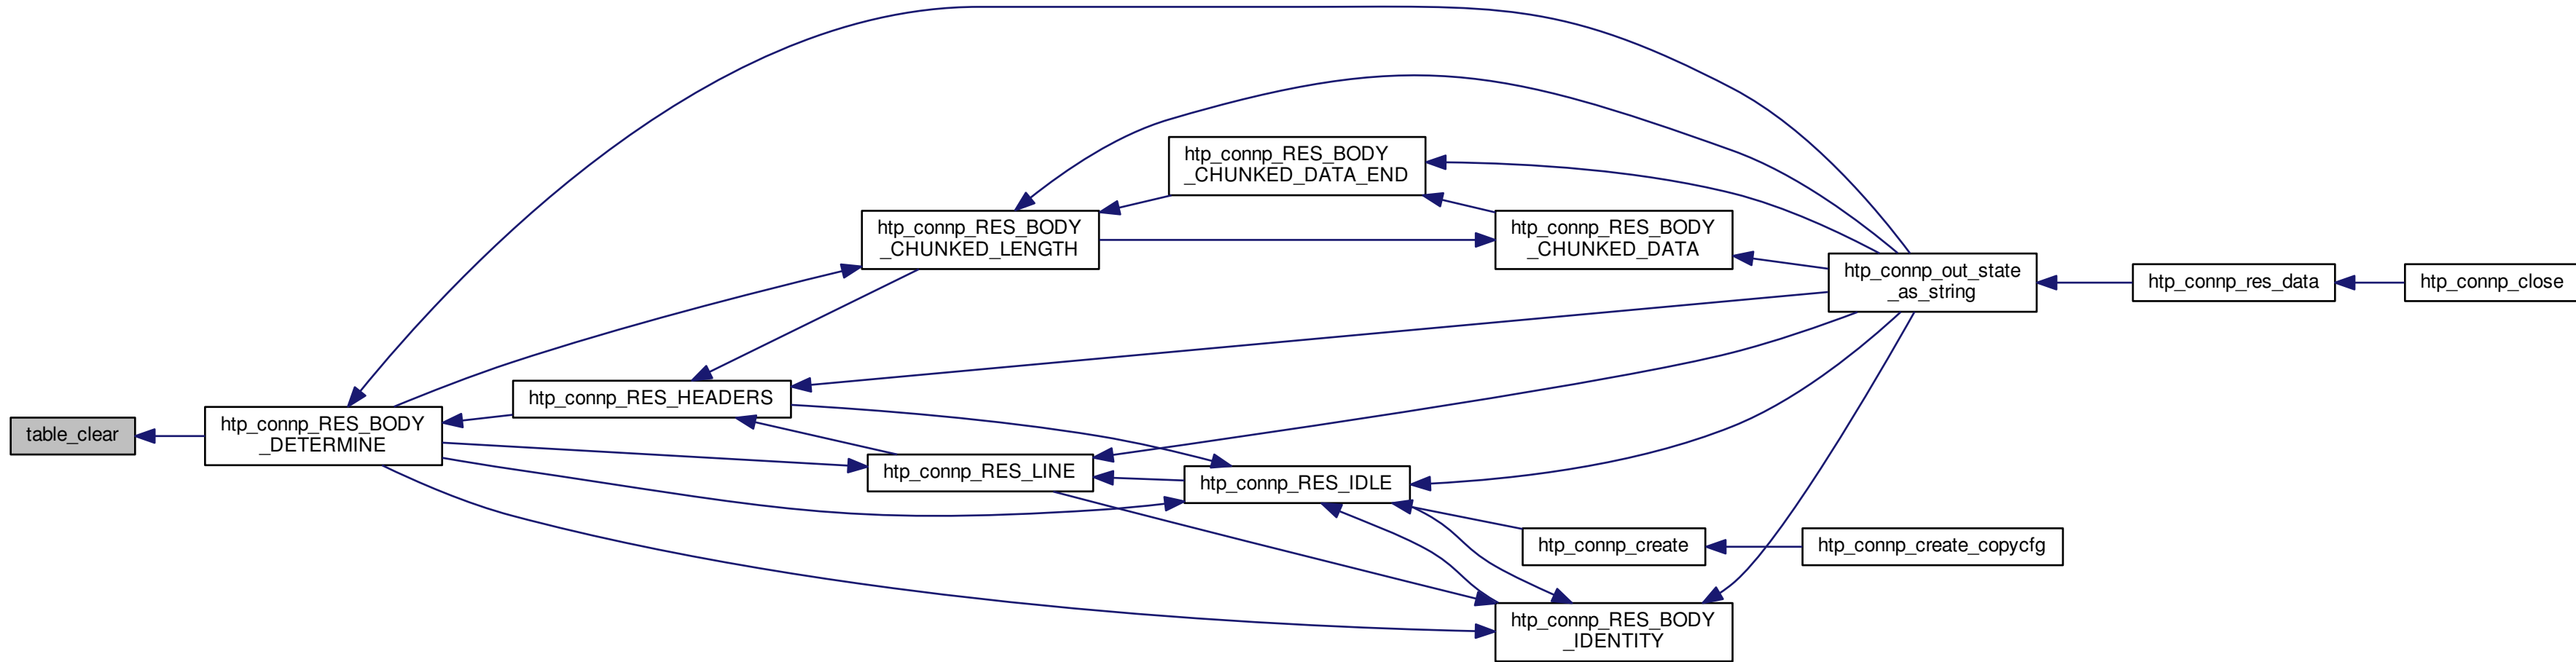 htp_connp_RES_BODY
_CHUNKED_DATA_END
htp_connp_RES_BODY
_CHUNKED_LENGTH
htp_connp_RES_BODY
_CHUNKED_DATA
htp_connp_out_state
_as_string
htp_connp_res_data
htp_connp_close
htp_connp_RES_HEADERS
table_clear
htp_connp_RES_BODY
_DETERMINE
htp_connp_RES_LINE
htp_connp_RES_IDLE
htp_connp_create
htp_connp_create_copycfg
htp_connp_RES_BODY
_IDENTITY